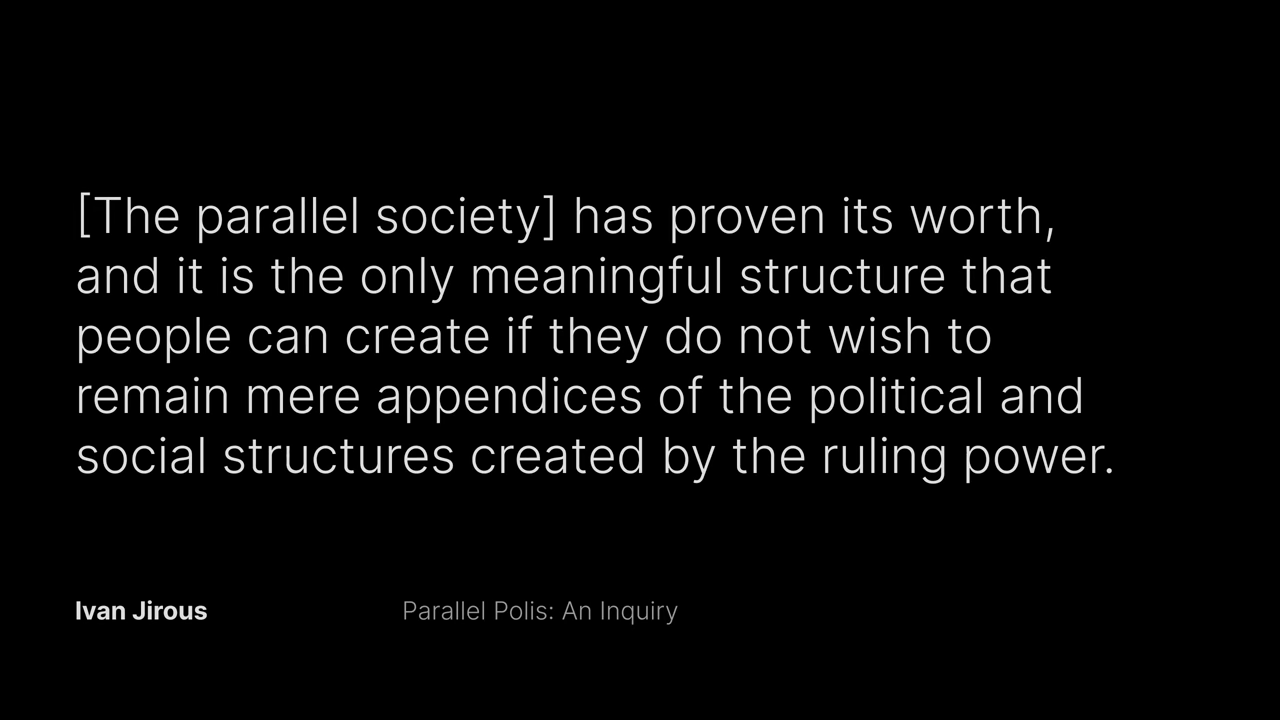 [The parallel society] has proven its worth,
and it is the only meaningful structure that
people can create if they do not wish to
remain mere appendices of the political and
social structures created by the ruling power.
Ivan Jirous
Parallel Polis: An Inquiry